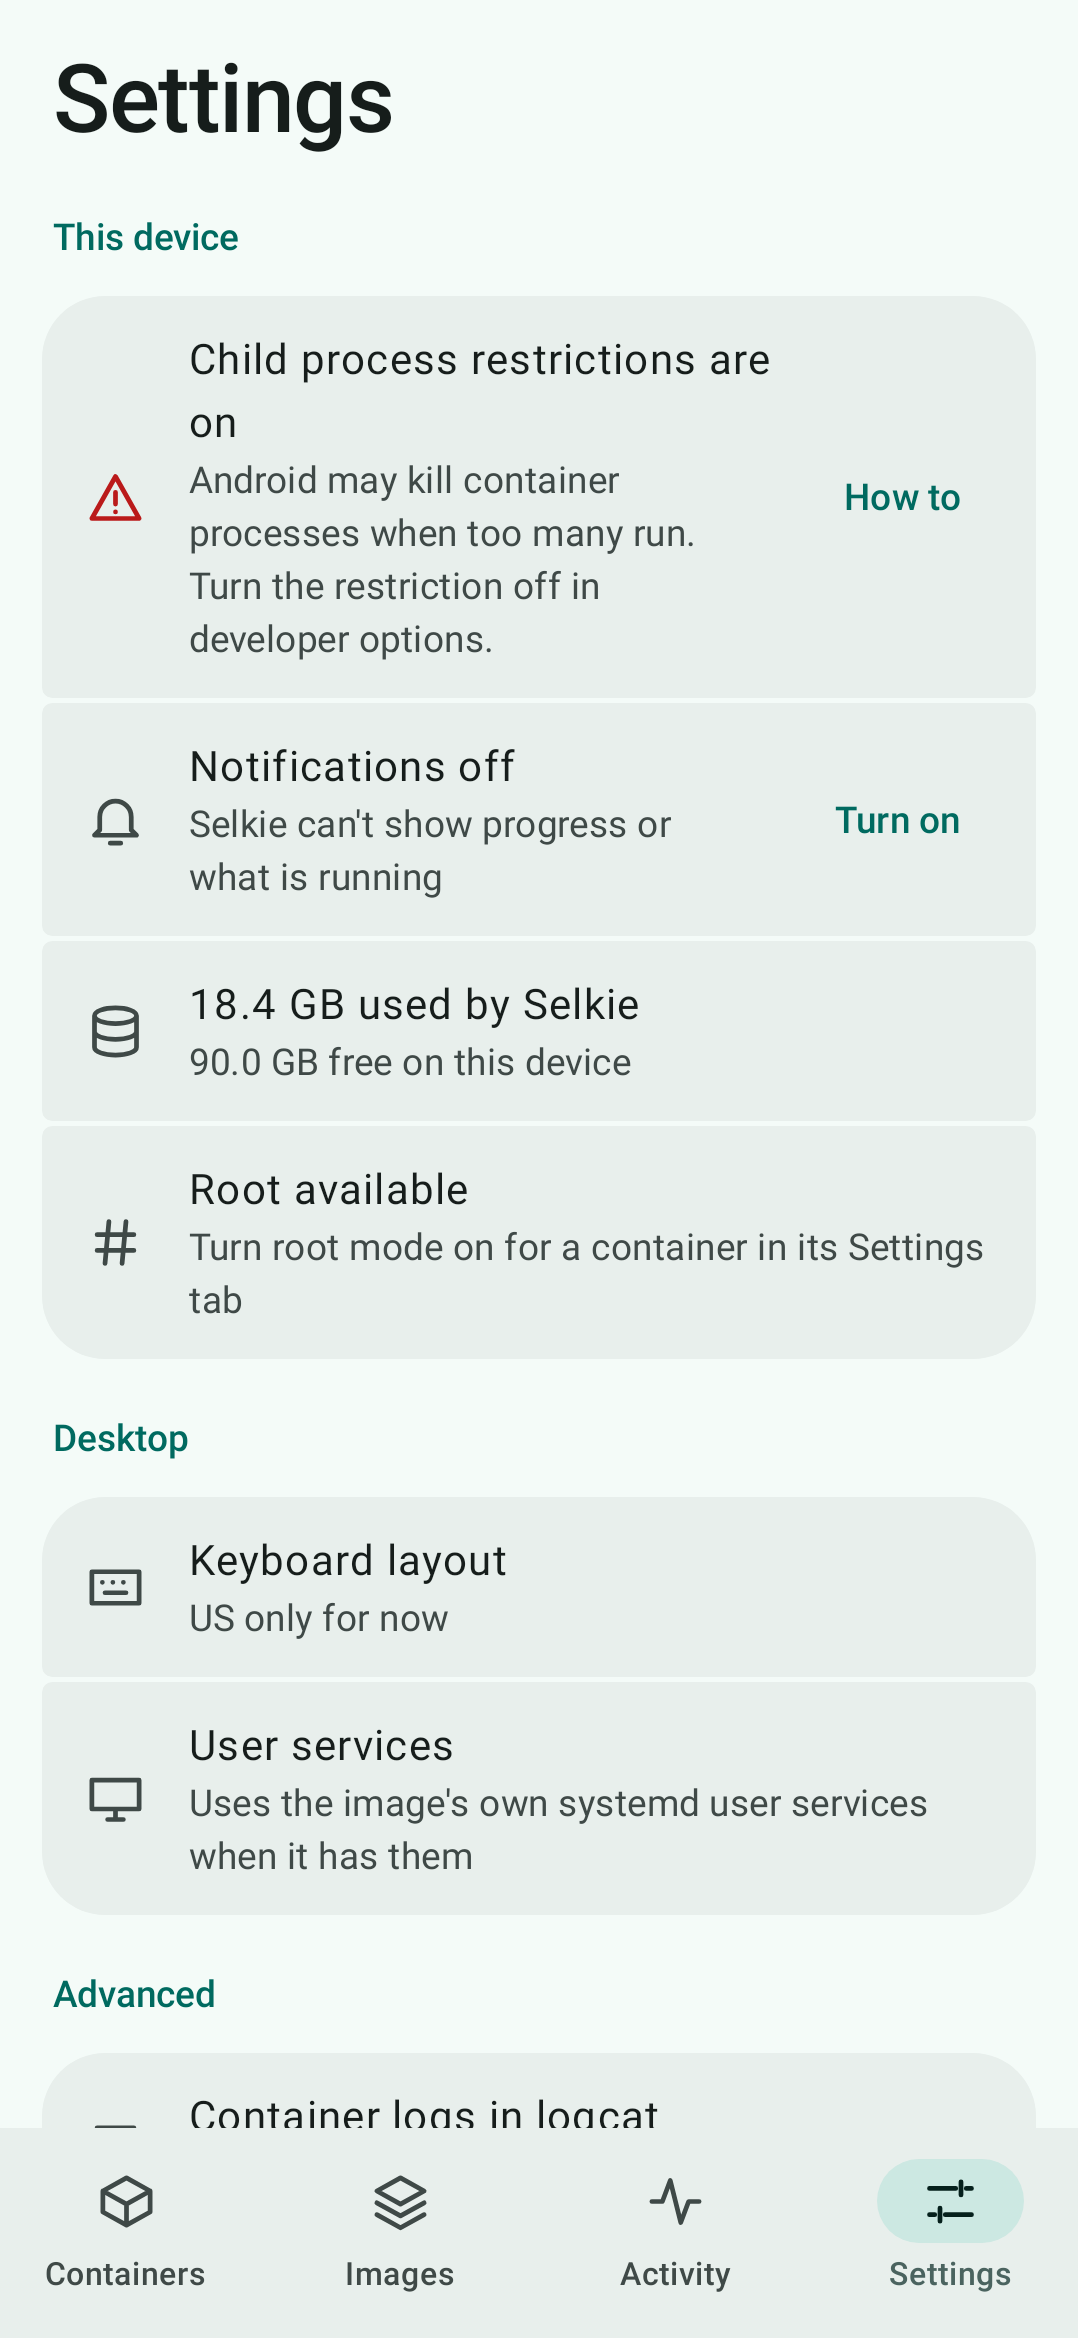 Settings
This device
Child process restrictions are
on
Android may kill container
processes when too many run.
Turn the restriction off in
developer options.
How to
Notifications off
Selkie can't show progress or
what is running
Turn on
18.4 GB used by Selkie
90.0 GB free on this device
Root available
Turn root mode on for a container in its Settings
tab
Desktop
Keyboard layout
US only for now
User services
Uses the image's own systemd user services
when it has them
Advanced
Container logs in logcat
Containers
Images
Activity
Settings